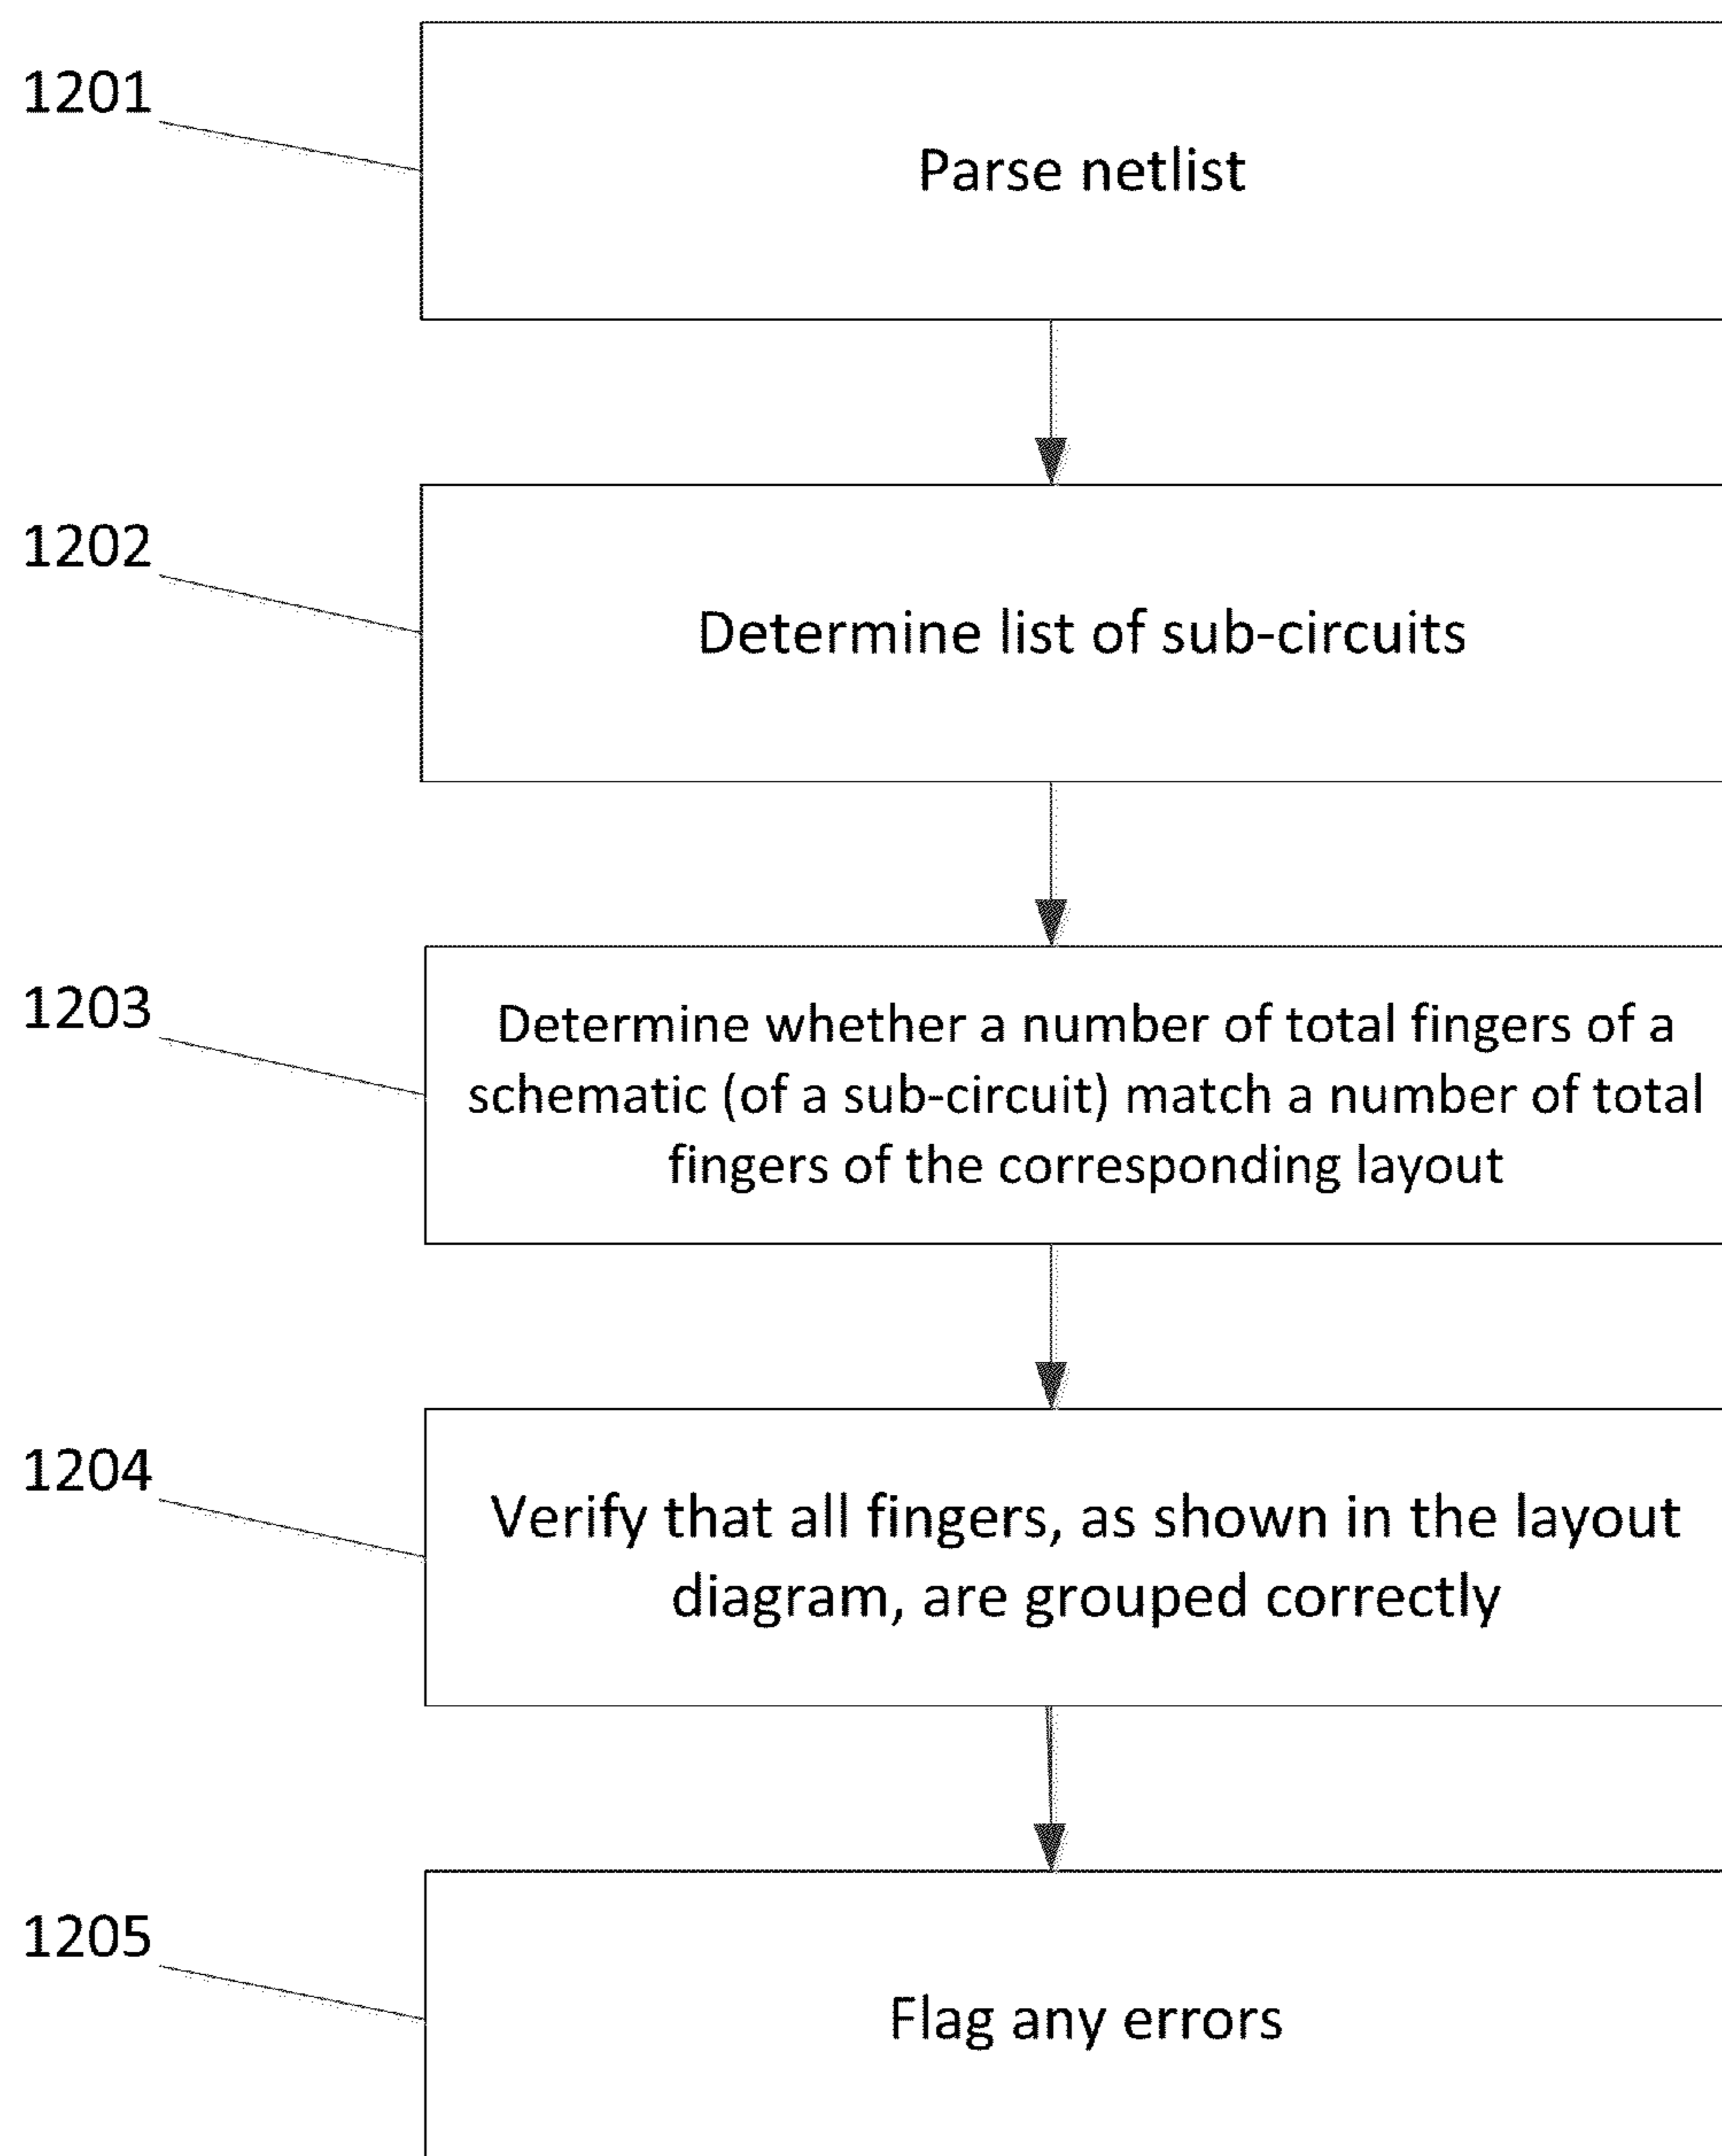 1201
Parse netlist
1202
Determine list of sub-circuits
1203
Determine whether a number of total fingers of a
schematic (of a sub-circuit) match a number of total
fingers of the corresponding layout
1204
Verify that all fingers, as shown in the layout
diagram, are grouped correctly
1205
Flag any errors